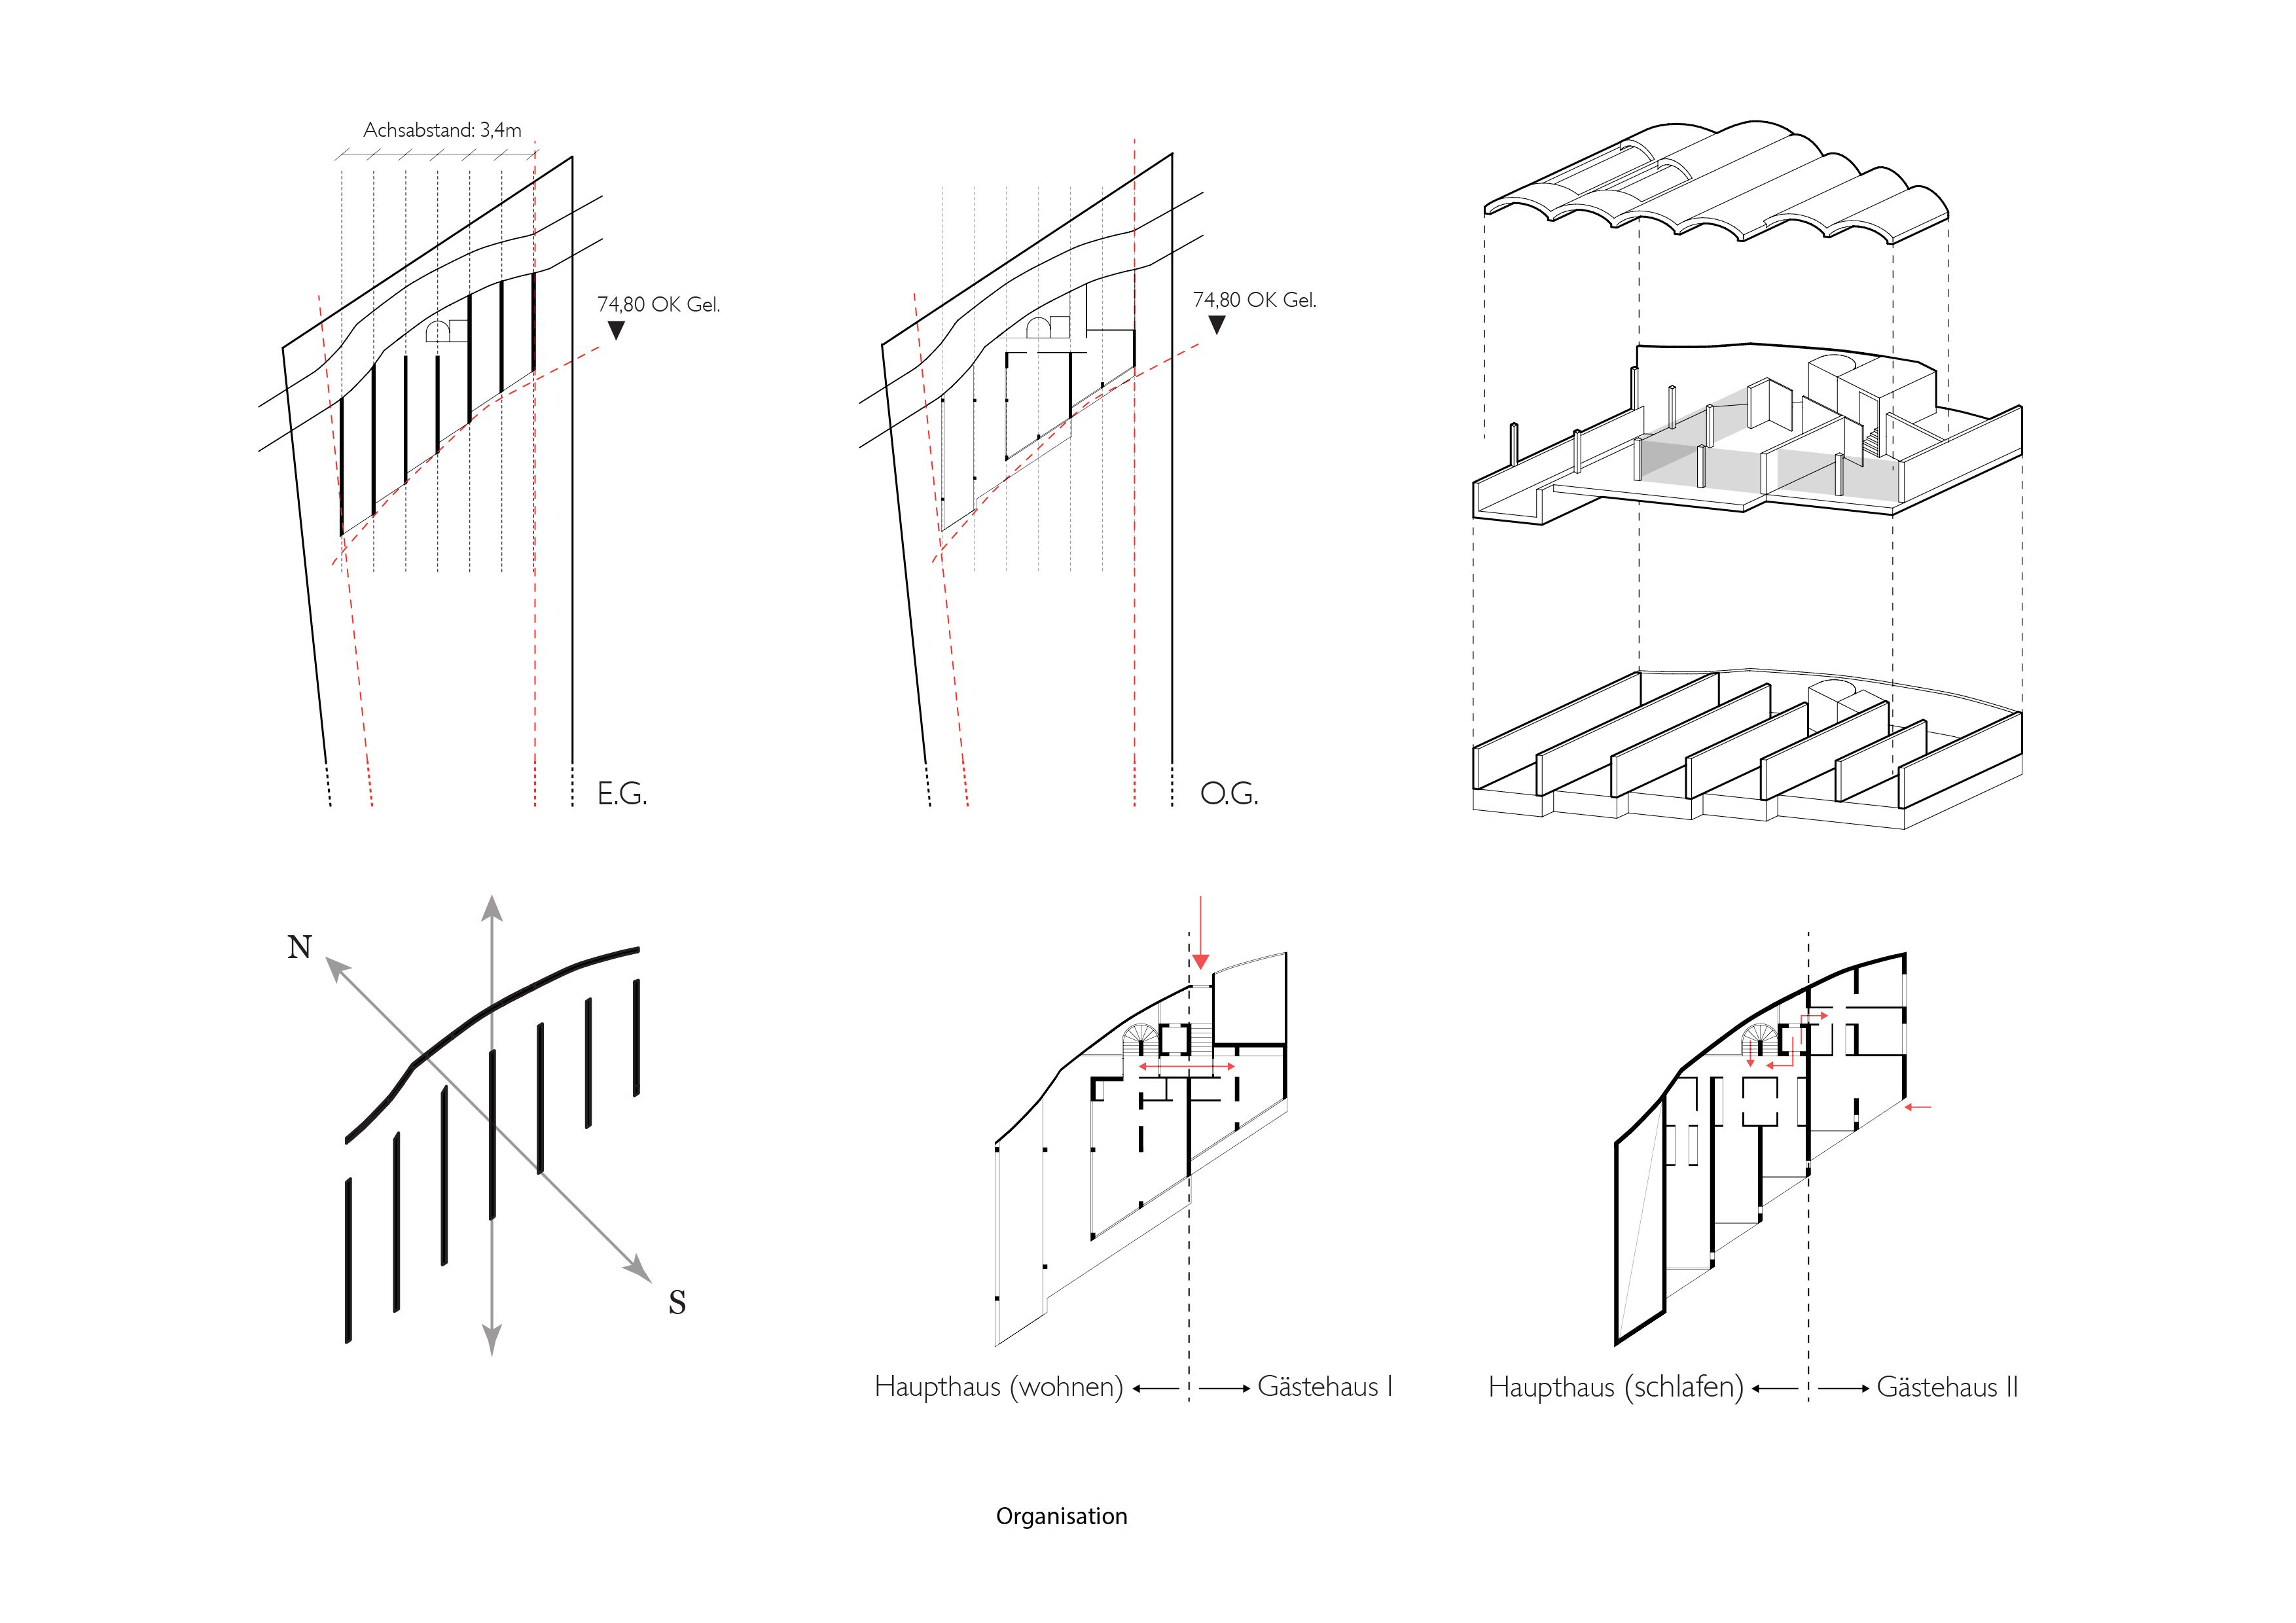 Achsabstand: 3,4m
74,80 OK Gel.
74,80 OK Gel.
E.G.
O.G.
N
S
Haupthaus (wohnen)
Gästehaus I
Haupthaus (schlafen)
Gästehaus II
Organisation